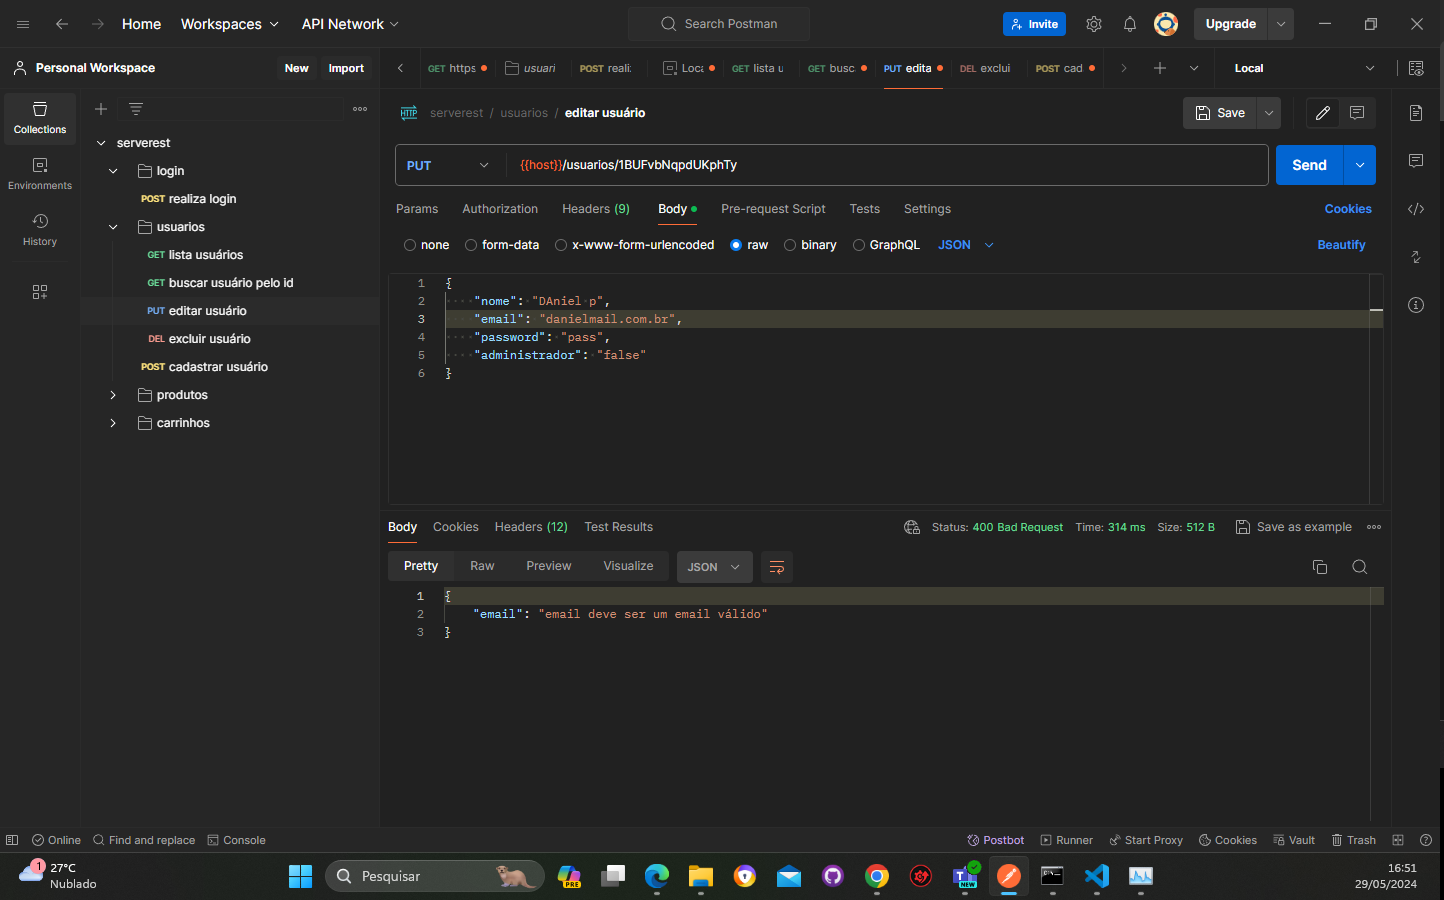 Home Workspaces API Network Search Postman Invite Upgrade
Personal Workspace New Import GET https usuari POST reali: Loca GET lista u GET busc PUT edita DEL exclui POST cad Local
Collections
Environments
History
serverest
login
POST realiza login
usuarios
GET lista usuários
GET buscar usuário pelo id
PUT editar usuário
DEL excluir usuário
POST cadastrar usuário
produtos
carrinhos
HTTP serverest / usuarios / editar usuário Save
PUT {{host}}/usuarios/1BUFvbNqpdUKphTy Send
Params Authorization Headers (9) Body Pre-request Script Tests Settings Cookies
none form-data x-www-form-urlencoded raw binary GraphQL JSON Beautify
1 {
2 "nome": "DAniel p",
3 "email": "danielmail.com.br",
4 "password": "pass",
5 "administrador": "false"
6 }
Body Cookies Headers (12) Test Results Status: 400 Bad Request Time: 314 ms Size: 512 B Save as example
Pretty Raw Preview Visualize JSON
1 {
2 "email": "email deve ser um email válido"
3 }
Online Find and replace Console Postbot Runner Start Proxy Cookies Vault Trash
1 27°C
Nublado
Pesquisar
PRE
NEW
16:51
29/05/2024